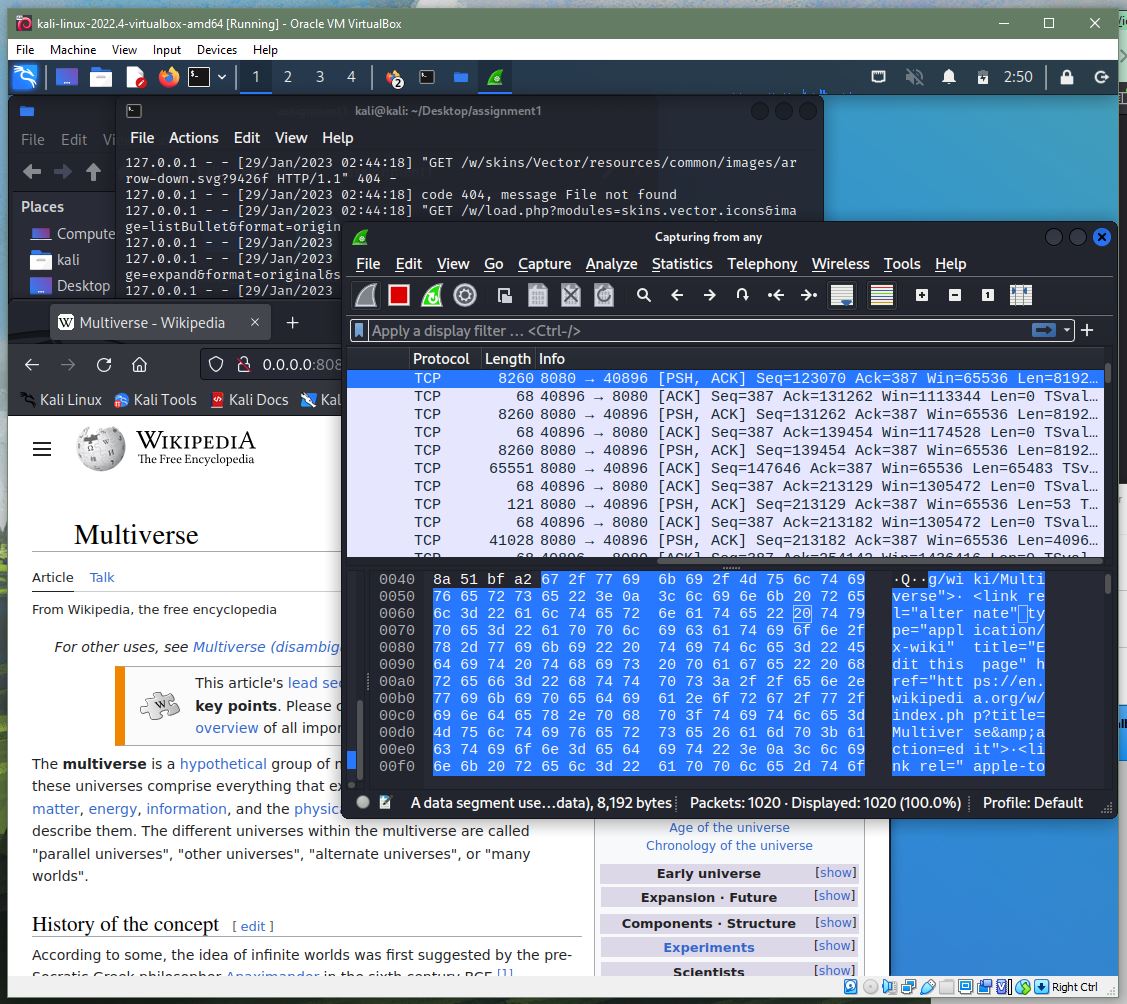 kali-linux-2022.4-virtualbox-amd64 [Running] - Oracle VM VirtualBox
File Machine View Input Devices Help
1 2 3 4 2 2:50
kali@kali: ~/Desktop/assignment1
File Edit
File Actions Edit View Help
127.0.0.1 - - [29/Jan/2023 02:44:18] "GET /w/skins/Vector/resources/common/images/ar
row-down.svg?9426f HTTP/1.1" 404 -
127.0.0.1 - - [29/Jan/2023 02:44:18] code 404, message File not found
127.0.0.1 - - [29/Jan/2023 02:44:18] "GET /w/load.php?modules=skins.vector.icons&ima
ge=listBullet&format=origin
127.0.0.1 - - [29/Jan/2023
127.0.0.1 - - [29/Jan/2023
ge=expand&format=original&s
127.0.0.1 - - [29/Jan/2023
Places
Compute
kali
Desktop
Capturing from any
File Edit View Go Capture Analyze Statistics Telephony Wireless Tools Help
Apply a display filter … <Ctrl-/>
Protocol Length Info
TCP 8260 8080 → 40896 [PSH, ACK] Seq=123070 Ack=387 Win=65536 Len=8192…
TCP 68 40896 → 8080 [ACK] Seq=387 Ack=131262 Win=1113344 Len=0 TSval…
TCP 8260 8080 → 40896 [PSH, ACK] Seq=131262 Ack=387 Win=65536 Len=8192…
TCP 68 40896 → 8080 [ACK] Seq=387 Ack=139454 Win=1174528 Len=0 TSval…
TCP 8260 8080 → 40896 [PSH, ACK] Seq=139454 Ack=387 Win=65536 Len=8192…
TCP 65551 8080 → 40896 [ACK] Seq=147646 Ack=387 Win=65536 Len=65483 TSv…
TCP 68 40896 → 8080 [ACK] Seq=387 Ack=213129 Win=1305472 Len=0 TSval…
TCP 121 8080 → 40896 [PSH, ACK] Seq=213129 Ack=387 Win=65536 Len=53 T…
TCP 68 40896 → 8080 [ACK] Seq=387 Ack=213182 Win=1305472 Len=0 TSval…
TCP 41028 8080 → 40896 [PSH, ACK] Seq=213182 Ack=387 Win=65536 Len=4096…
TCP 68 40896 → 8080 [ACK] Seq=387 Ack=254142 Win=1436416 Len=0 TSval…
0040 8a 51 bf a2 67 2f 77 69 6b 69 2f 4d 75 6c 74 69 ·Q··g/wi ki/Multi
0050 76 65 72 73 65 22 3e 0a 3c 6c 69 6e 6b 20 72 65 verse">· <link re
0060 6c 3d 22 61 6c 74 65 72 6e 61 74 65 22 20 74 79 l="alter nate" ty
0070 70 65 3d 22 61 70 70 6c 69 63 61 74 69 6f 6e 2f pe="appl ication/
0080 78 2d 77 69 6b 69 22 20 74 69 74 6c 65 3d 22 45 x-wiki" title="E
0090 64 69 74 20 74 68 69 73 20 70 61 67 65 22 20 68 dit this page" h
00a0 72 65 66 3d 22 68 74 74 70 73 3a 2f 2f 65 6e 2e ref="htt ps://en.
00b0 77 69 6b 69 70 65 64 69 61 2e 6f 72 67 2f 77 2f wikipedi a.org/w/
00c0 69 6e 64 65 78 2e 70 68 70 3f 74 69 74 6c 65 3d index.ph p?title=
00d0 4d 75 6c 74 69 76 65 72 73 65 26 61 6d 70 3b 61 Multiver se&amp;a
00e0 63 74 69 6f 6e 3d 65 64 69 74 22 3e 0a 3c 6c 69 ction=ed it">·<li
00f0 6e 6b 20 72 65 6c 3d 22 61 70 70 6c 65 2d 74 6f nk rel=" apple-to
A data segment use…data), 8,192 bytes Packets: 1020 · Displayed: 1020 (100.0%) Profile: Default
Multiverse - Wikipedia
0.0.0.0:808
Kali Linux Kali Tools Kali Docs Kal
WIKIPEDIA
The Free Encyclopedia
Multiverse
Article Talk
From Wikipedia, the free encyclopedia
For other uses, see Multiverse (disambig
This article's lead se
key points. Please c
overview of all impor
The multiverse is a hypothetical group of m
these universes comprise everything that ex
matter, energy, information, and the physica
describe them. The different universes within the multiverse are called
"parallel universes", "other universes", "alternate universes", or "many
worlds".
History of the concept [ edit ]
According to some, the idea of infinite worlds was first suggested by the pre-
Socratic Greek philosopher Anaximander in the sixth century BCE.[1]
Age of the universe
Chronology of the universe
Early universe [show]
Expansion · Future [show]
Components · Structure [show]
Experiments [show]
Scientists [show]
Right Ctrl